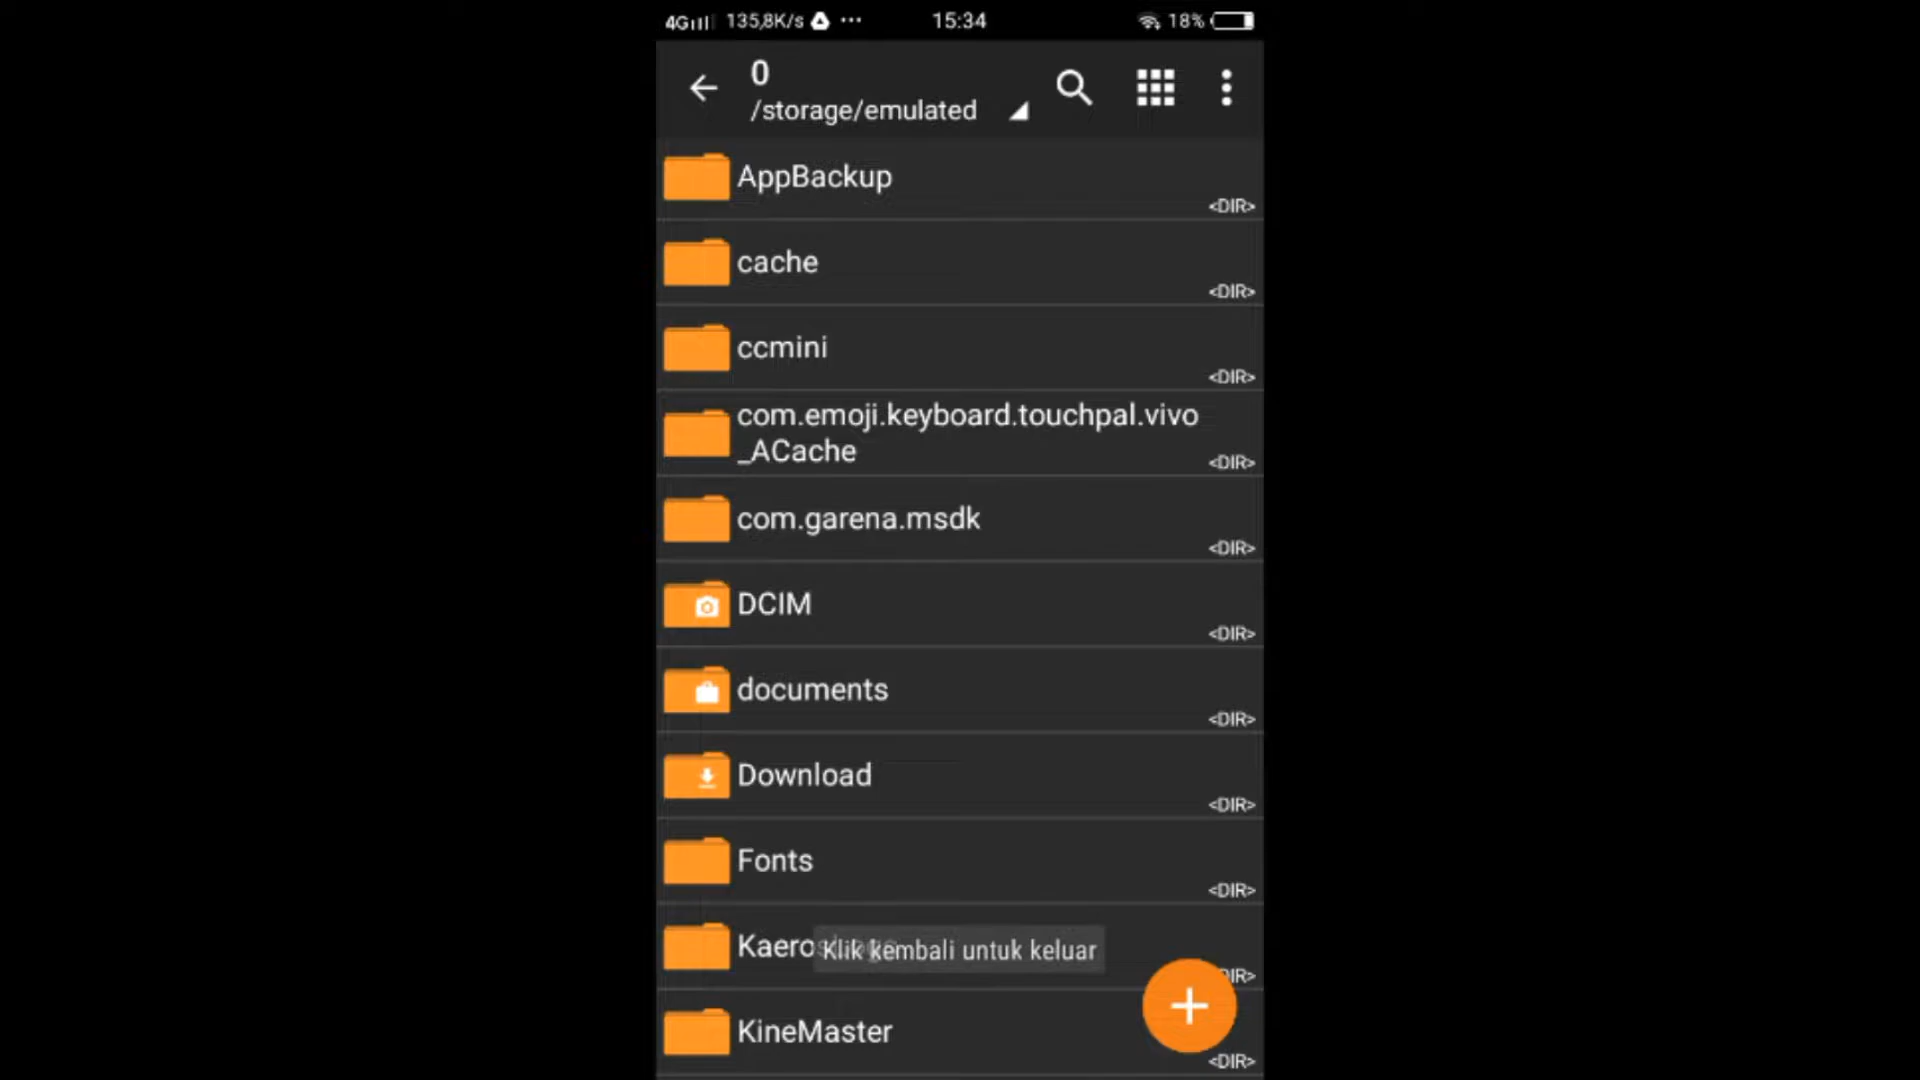 4G 135,8K/s ... 15:34 18%
0
/storage/emulated
AppBackup
<DIR>
cache
<DIR>
ccmini
<DIR>
com.emoji.keyboard.touchpal.vivo
_ACache
<DIR>
com.garena.msdk
<DIR>
DCIM
<DIR>
documents
<DIR>
Download
<DIR>
Fonts
<DIR>
Klik kembali untuk keluar
KineMaster
<DIR>